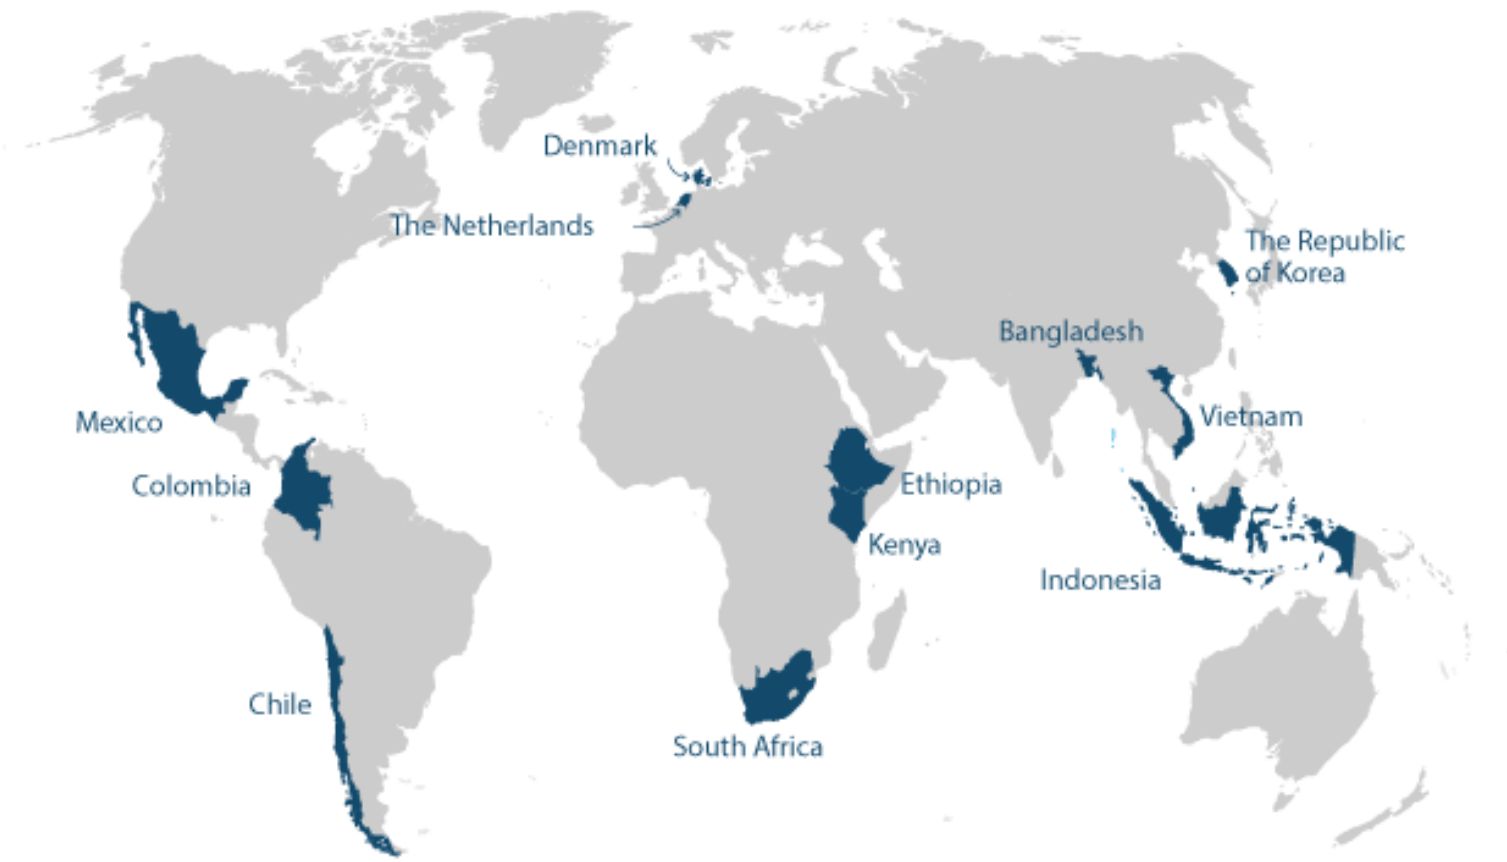 Denmark
The Netherlands
The Republic
of Korea
Bangladesh
Mexico
Vietnam
Colombia
Ethiopia
Kenya
Indonesia
Chile
South Africa